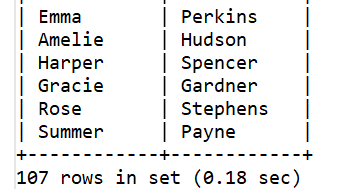 | Emma       | Perkins    |
| Amelie     | Hudson     |
| Harper     | Spencer    |
| Gracie     | Gardner    |
| Rose       | Stephens   |
| Summer     | Payne      |
+------------+------------+
107 rows in set (0.18 sec)